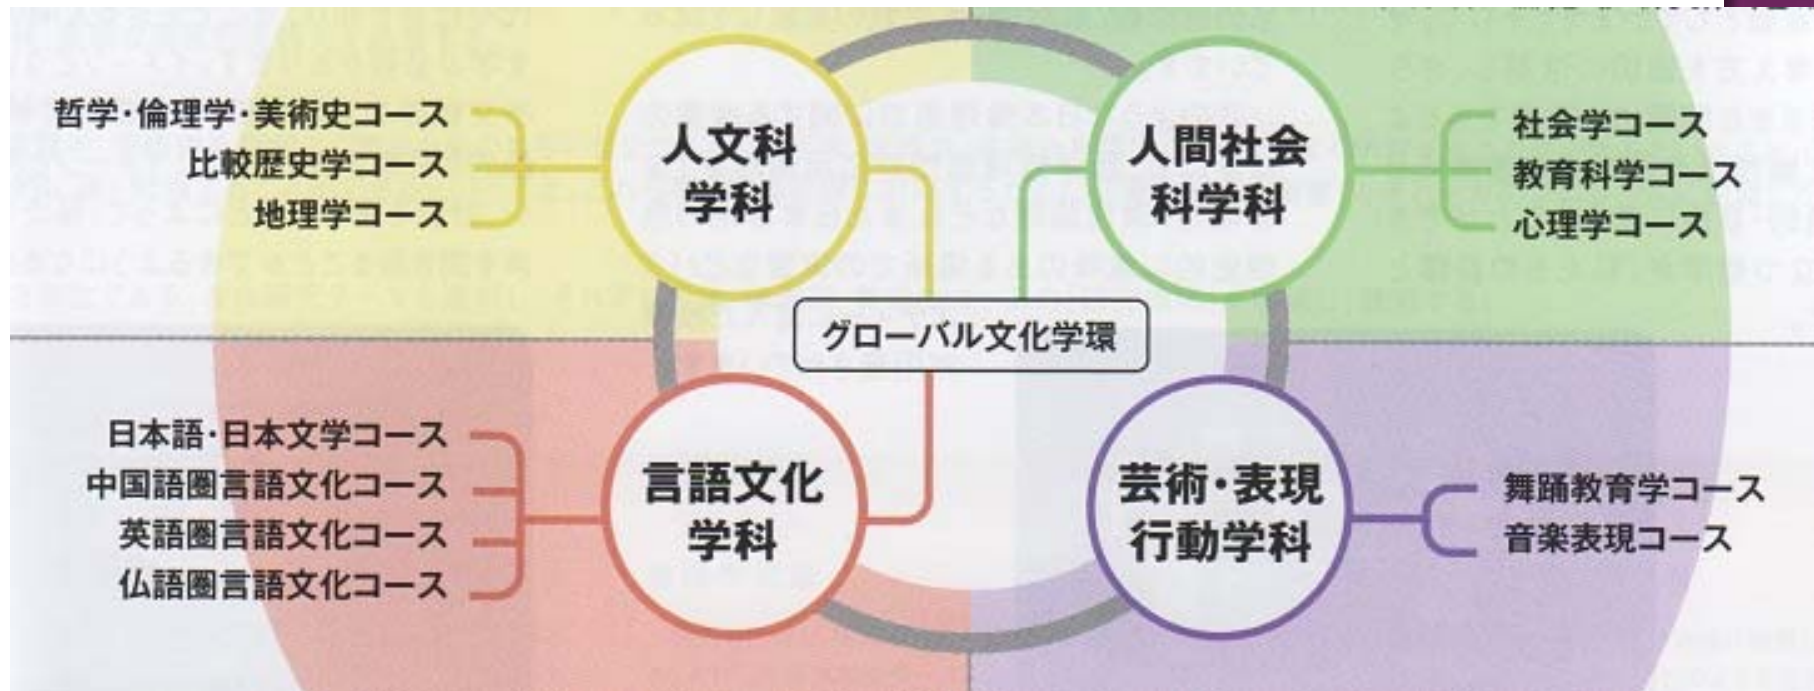 哲学・倫理学・美術史コース
比較歴史学コース
地理学コース
人文科
学科
人間社会
科学科
社会学コース
教育科学コース
心理学コース
グローバル文化学環
日本語・日本文学コース
中国語圏言語文化コース
英語圏言語文化コース
仏語圏言語文化コース
言語文化
学科
芸術・表現
行動学科
舞踊教育学コース
音楽表現コース